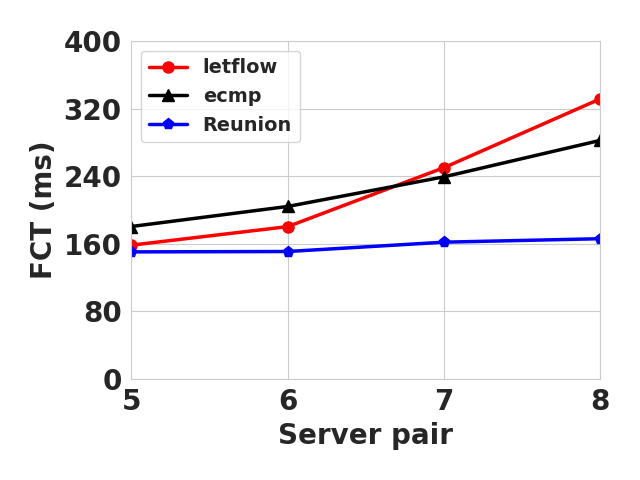 400
320
240
160
80
0
FCT (ms)
letflow
ecmp
Reunion
5 6 7 8
Server pair